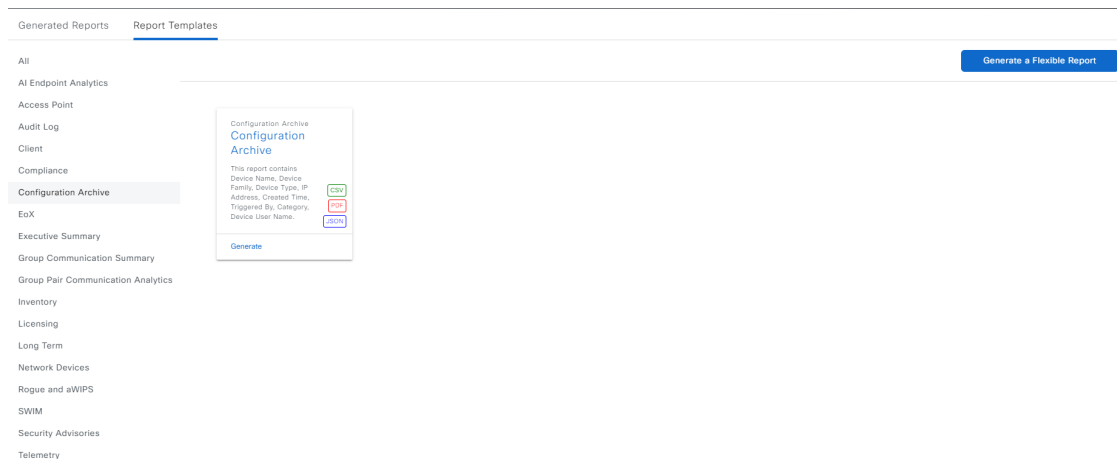 Generated Reports
Report Templates
All
Generate a Flexible Report
AI Endpoint Analytics
Access Point
Audit Log
Client
Compliance
Configuration Archive
EoX
Executive Summary
Group Communication Summary
Group Pair Communication Analytics
Inventory
Licensing
Long Term
Network Devices
Rogue and aWIPS
SWIM
Security Advisories
Telemetry
Configuration Archive
Configuration
Archive
This report contains
Device Name, Device
Family, Device Type, IP
Address, Created Time,
Triggered By, Category,
Device User Name.
CSV
PDF
JSON
Generate